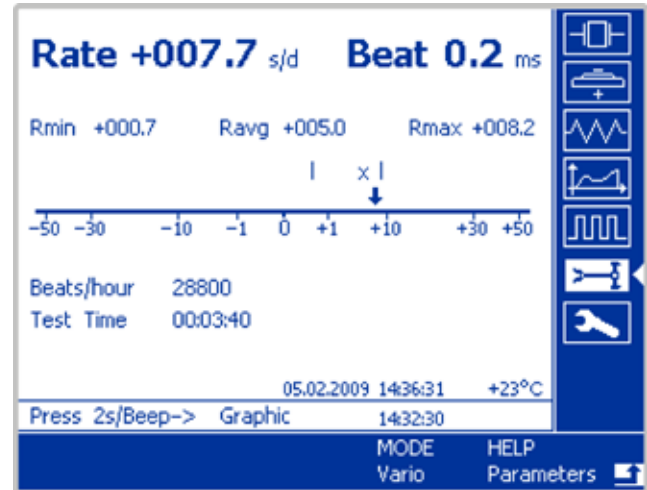 Rate +007.7 s/d Beat 0.2 ms
Rmin +000.7 Ravg +005.0 Rmax +008.2
x
-50 -30 -10 -1 0 +1 +10 +30 +50
Beats/hour 28800
Test Time 00:03:40
05.02.2009 14:36:31 +23°C
Press 2s/Beep-> Graphic 14:32:30
MODE HELP
Vario Parameters